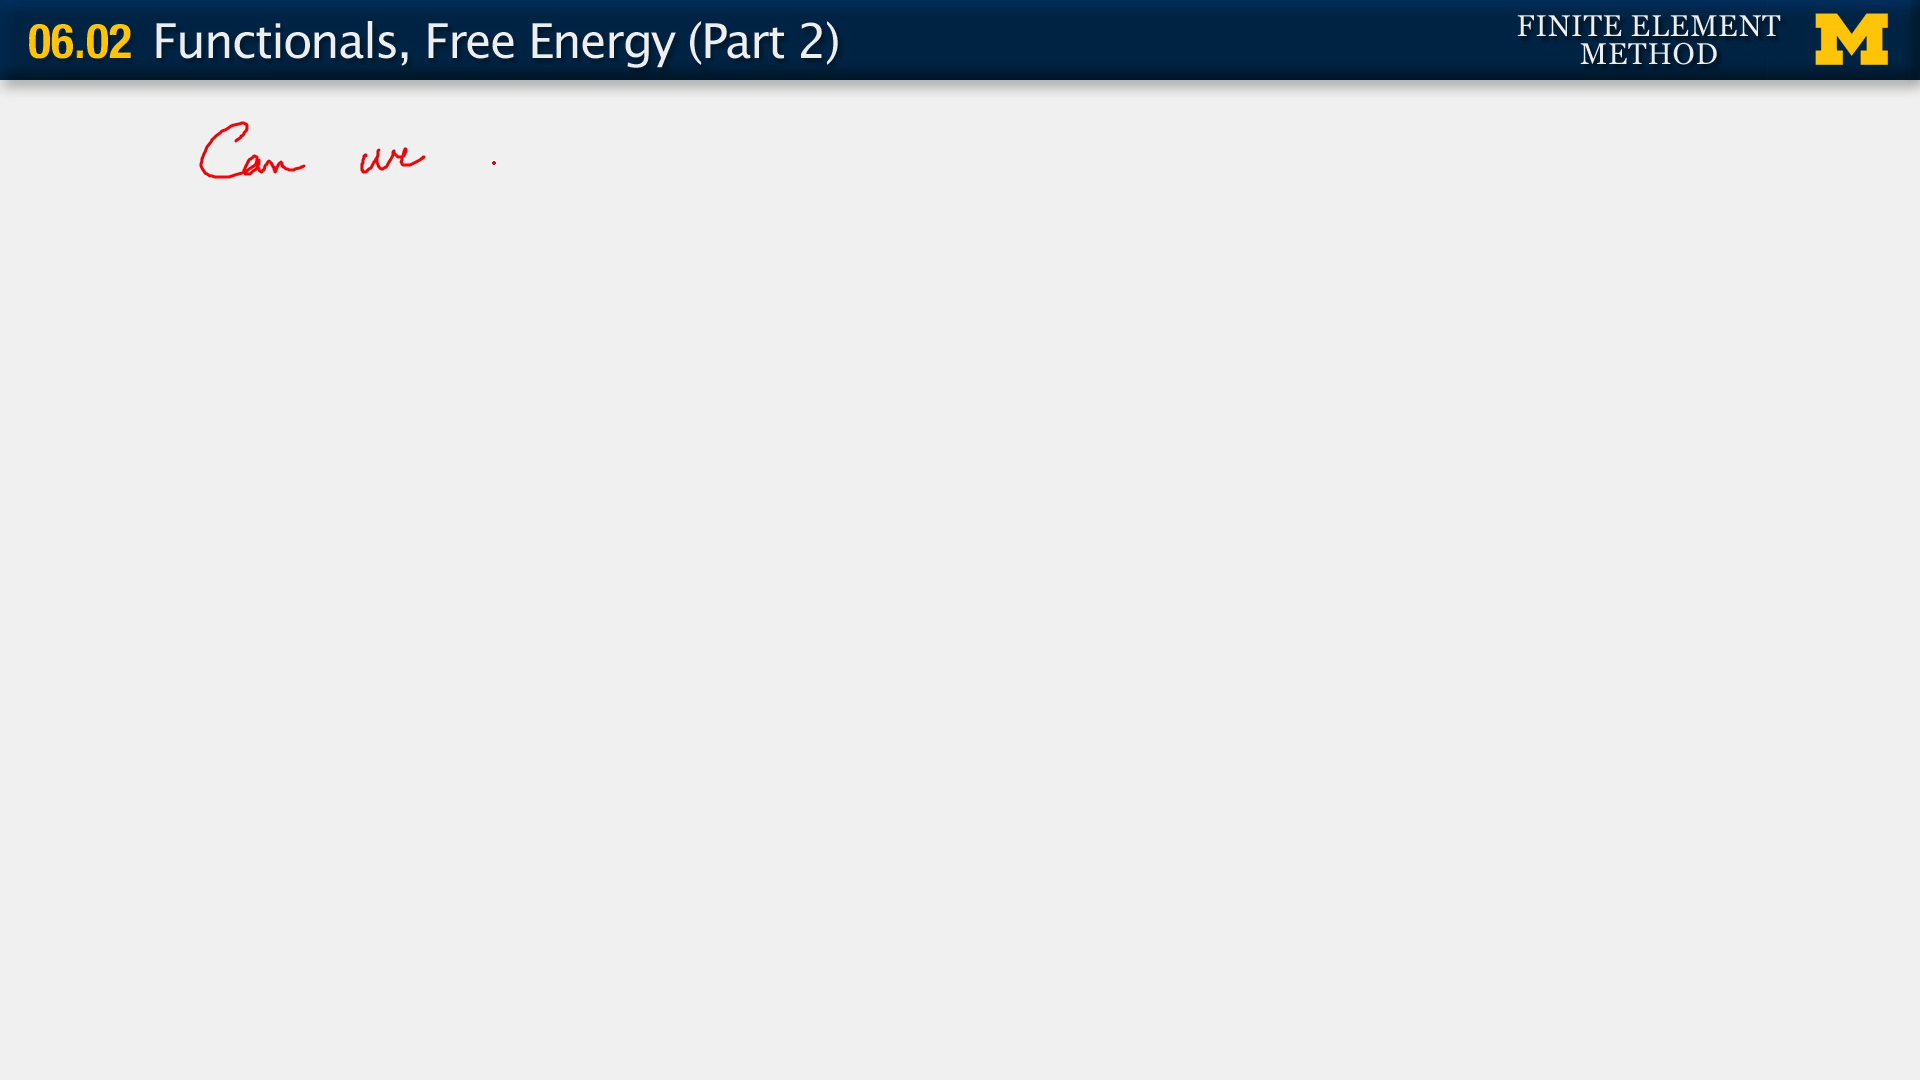 06.02 Functionals, Free Energy (Part 2)
FINITE ELEMENT
METHOD
M
Can we